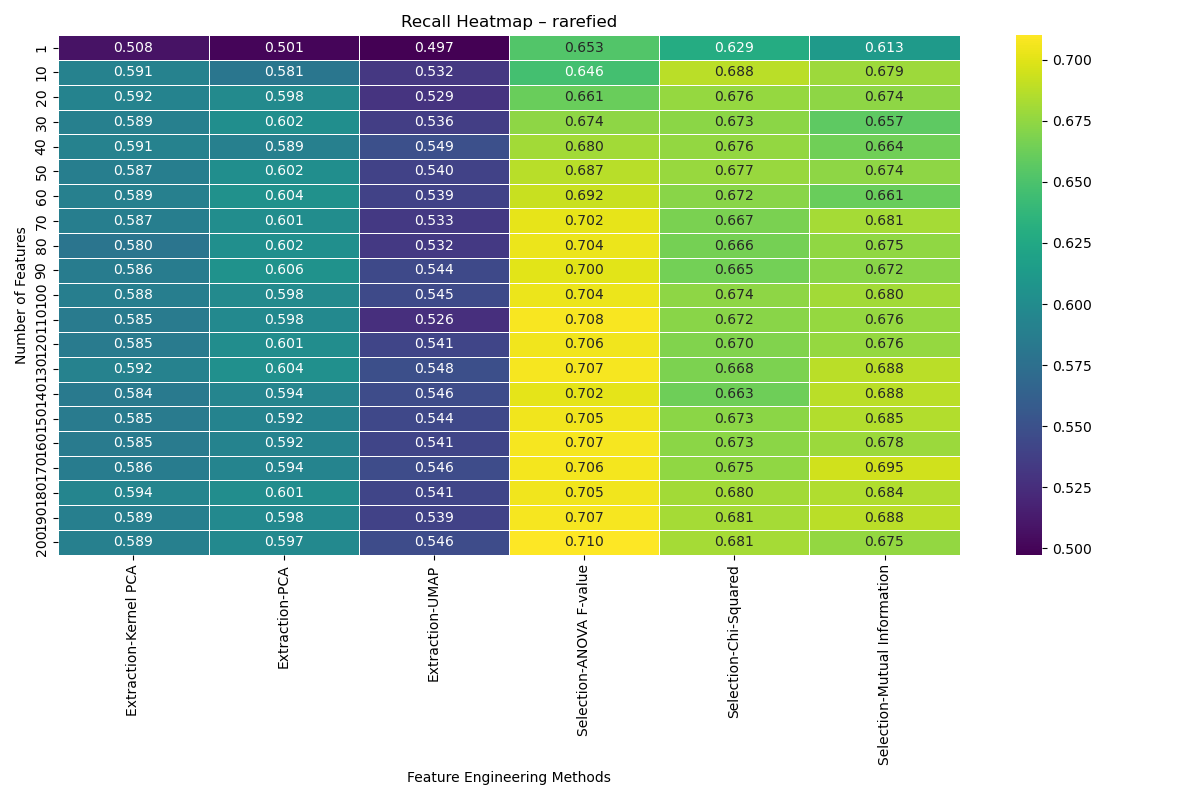 Recall Heatmap – rarefied
Number of Features
1 0.508 0.501 0.497 0.653 0.629 0.613
10 0.591 0.581 0.532 0.646 0.688 0.679
20 0.592 0.598 0.529 0.661 0.676 0.674
30 0.589 0.602 0.536 0.674 0.673 0.657
40 0.591 0.589 0.549 0.680 0.676 0.664
50 0.587 0.602 0.540 0.687 0.677 0.674
60 0.589 0.604 0.539 0.692 0.672 0.661
70 0.587 0.601 0.533 0.702 0.667 0.681
80 0.580 0.602 0.532 0.704 0.666 0.675
90 0.586 0.606 0.544 0.700 0.665 0.672
100 0.588 0.598 0.545 0.704 0.674 0.680
110 0.585 0.598 0.526 0.708 0.672 0.676
120 0.585 0.601 0.541 0.706 0.670 0.676
130 0.592 0.604 0.548 0.707 0.668 0.688
140 0.584 0.594 0.546 0.702 0.663 0.688
150 0.585 0.592 0.544 0.705 0.673 0.685
160 0.585 0.592 0.541 0.707 0.673 0.678
170 0.586 0.594 0.546 0.706 0.675 0.695
180 0.594 0.601 0.541 0.705 0.680 0.684
190 0.589 0.598 0.539 0.707 0.681 0.688
200 0.589 0.597 0.546 0.710 0.681 0.675
Extraction-Kernel PCA
Extraction-PCA
Extraction-UMAP
Selection-ANOVA F-value
Selection-Chi-Squared
Selection-Mutual Information
Feature Engineering Methods
0.700
0.675
0.650
0.625
0.600
0.575
0.550
0.525
0.500